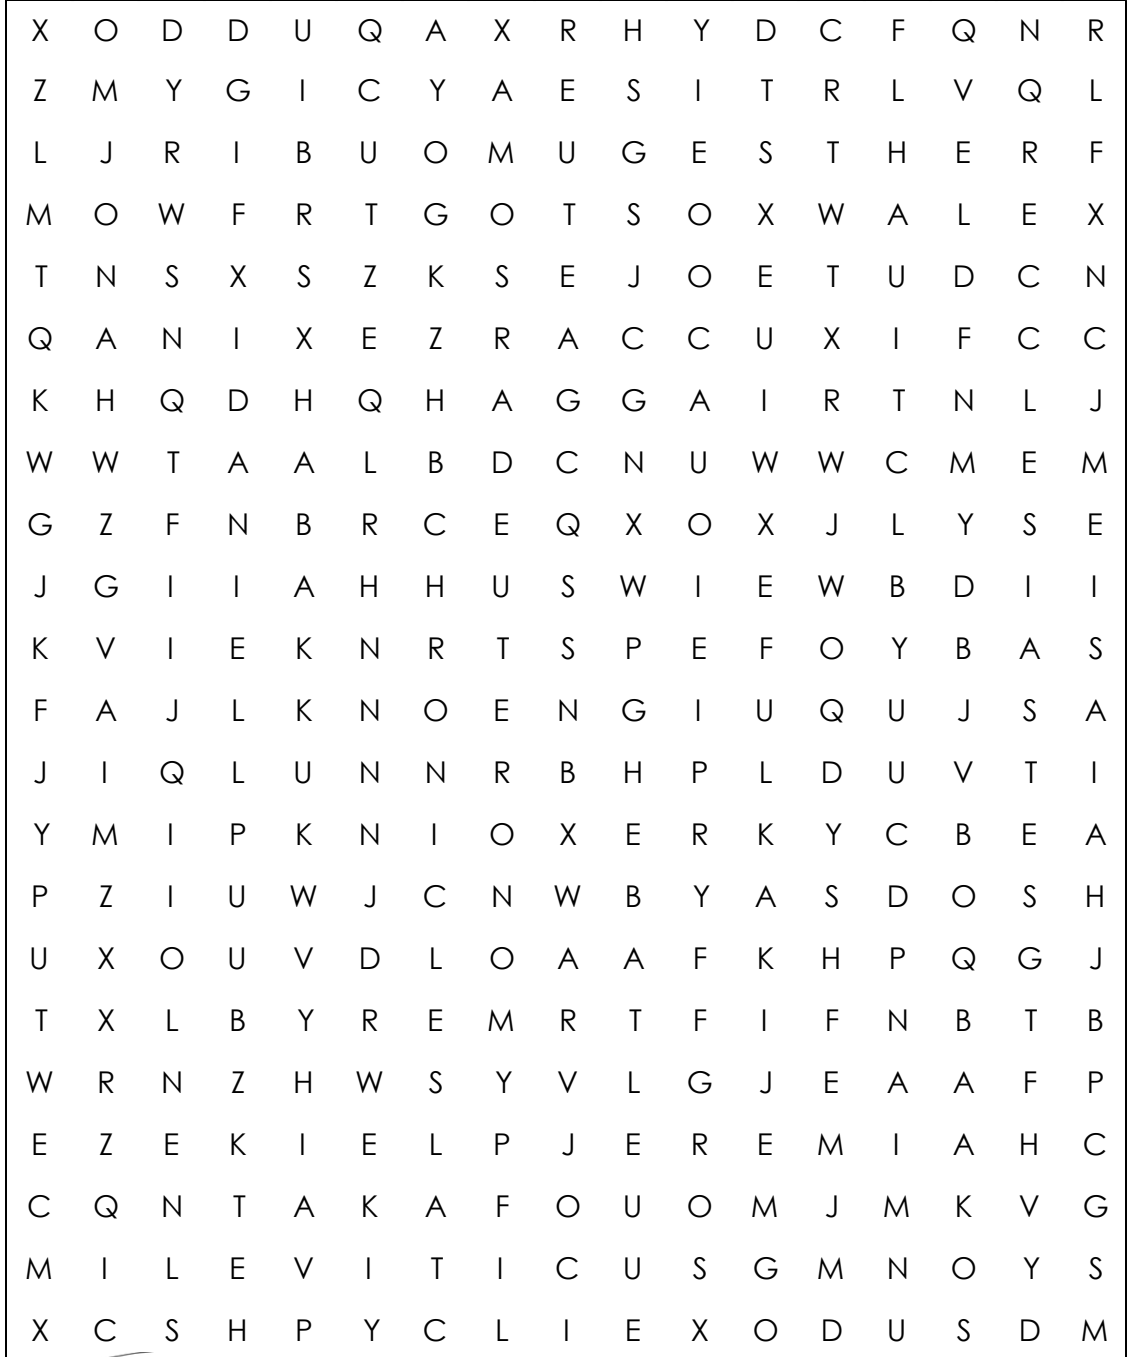 X O D D U Q A X R H Y D C F Q N R
Z M Y G I C Y A E S I T R L V Q L
L J R I B U O M U G E S T H E R F
M O W F R T G O T S O X W A L E X
T N S X S Z K S E J O E T U D C N
Q A N I X E Z R A C C U X I F C C
K H Q D H Q H A G G A I R T N L J
W W T A A L B D C N U W W C M E M
G Z F N B R C E Q X O X J L Y S E
J G I I A H H U S W I E W B D I I
K V I E K N R T S P E F O Y B A S
F A J L K N O E N G I U Q U J S A
J I Q L U N N R B H P L D U V T I
Y M I P K N I O X E R K Y C B E A
P Z I U W J C N W B Y A S D O S H
U X O U V D L O A A F K H P Q G J
T X L B Y R E M R T F I F N B T B
W R N Z H W S Y V L G J E A A F P
E Z E K I E L P J E R E M I A H C
C Q N T A K A F O U O M J M K V G
M I L E V I T I C U S G M N O Y S
X C S H P Y C L I E X O D U S D M